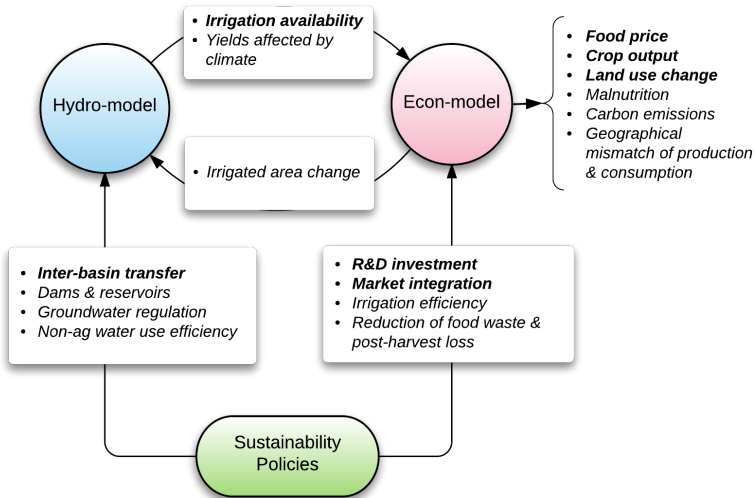 • Irrigation availability
• Yields affected by
climate
Hydro-model
Econ-model
• Food price
• Crop output
• Land use change
• Malnutrition
• Carbon emissions
• Geographical
mismatch of production
& consumption
• Irrigated area change
• Inter-basin transfer
• Dams & reservoirs
• Groundwater regulation
• Non-ag water use efficiency
• R&D investment
• Market integration
• Irrigation efficiency
• Reduction of food waste &
post-harvest loss
Sustainability
Policies